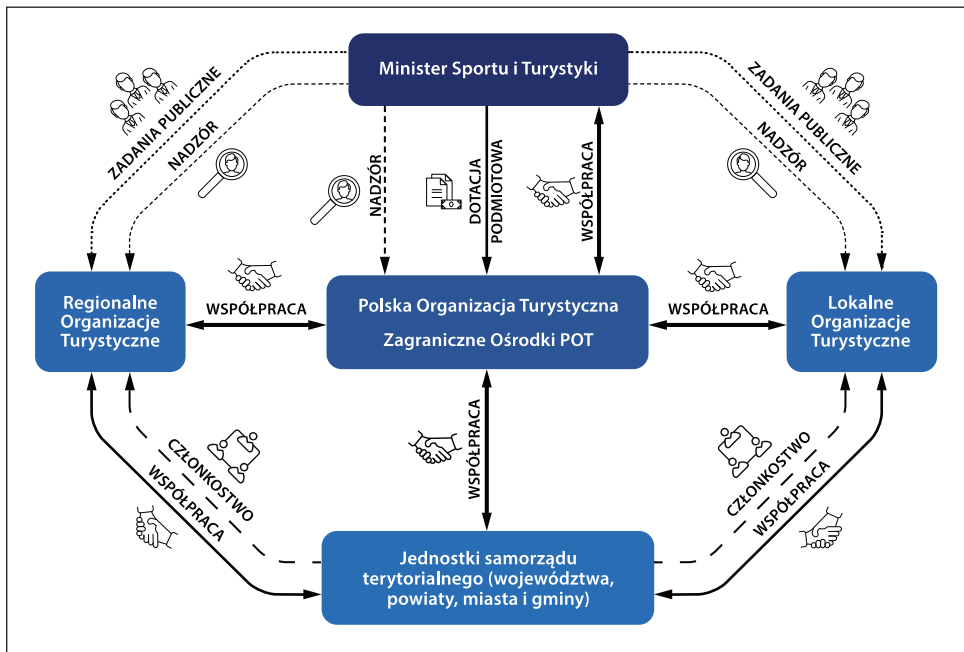 Minister Sportu i Turystyki
ZADANIA PUBLICZNE
NADZÓR
NADZÓR
DOTACJA
PODMIOTOWA
WSPÓŁPRACA
ZADANIA PUBLICZNE
NADZÓR
Regionalne
Organizacje
Turystyczne
WSPÓŁPRACA
Polska Organizacja Turystyczna
Zagraniczne Ośrodki POT
WSPÓŁPRACA
Lokalne
Organizacje
Turystyczne
CZŁONKOSTWO
WSPÓŁPRACA
WSPÓŁPRACA
CZŁONKOSTWO
WSPÓŁPRACA
Jednostki samorządu
terytorialnego (województwa,
powiaty, miasta i gminy)